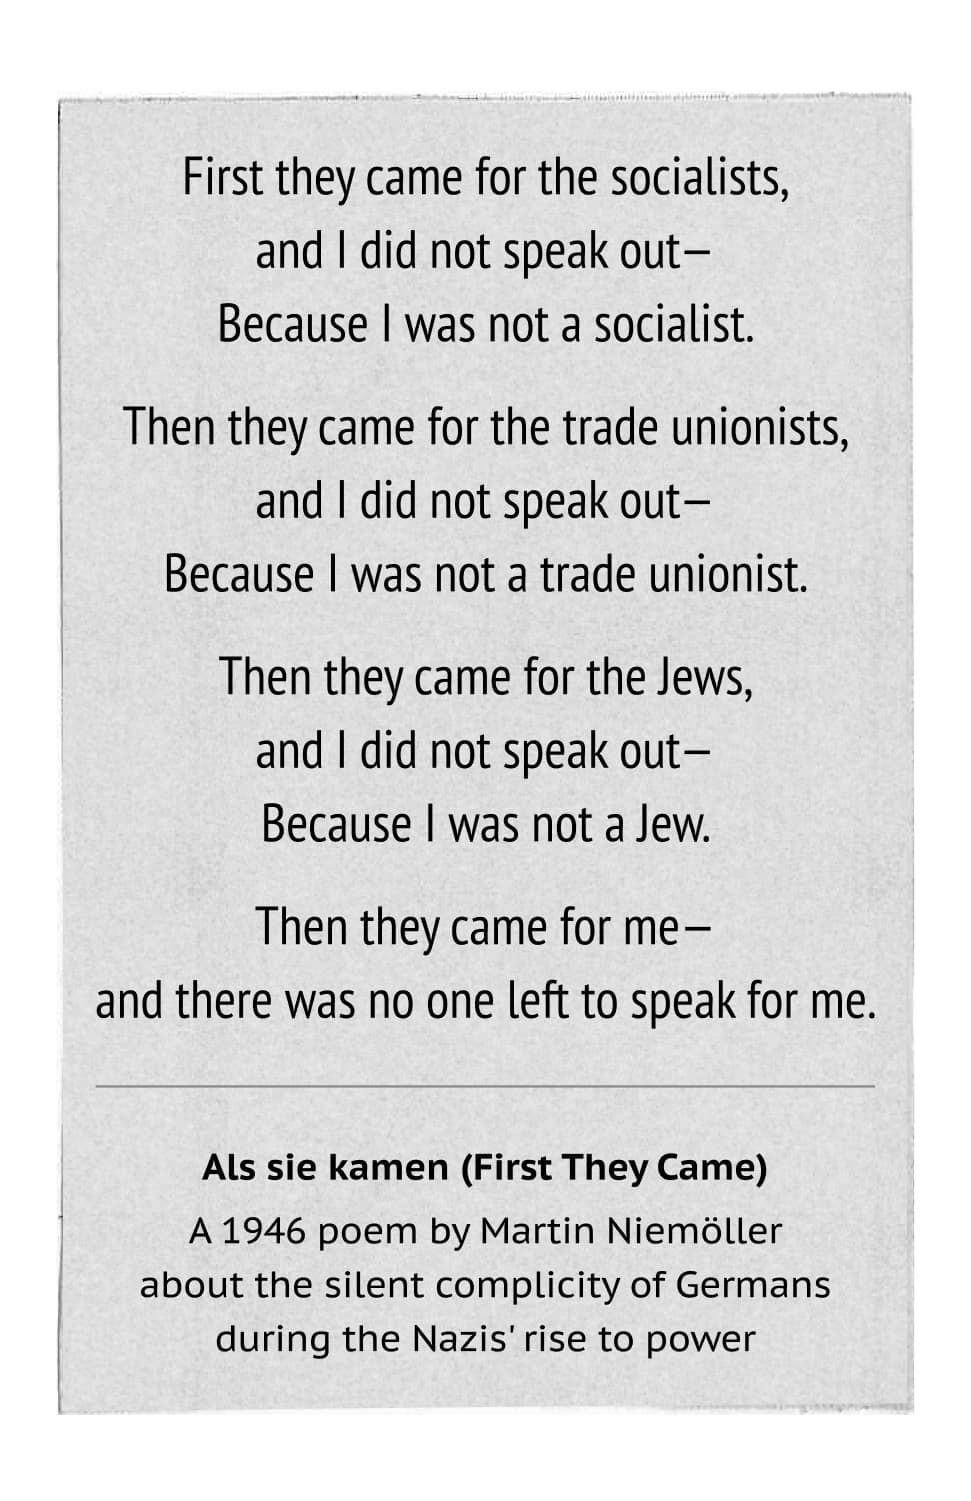 First they came for the socialists,
and I did not speak out—
Because I was not a socialist.
Then they came for the trade unionists,
and I did not speak out—
Because I was not a trade unionist.
Then they came for the Jews,
and I did not speak out—
Because I was not a Jew.
Then they came for me—
and there was no one left to speak for me.
Als sie kamen (First They Came)
A 1946 poem by Martin Niemöller
about the silent complicity of Germans
during the Nazis' rise to power